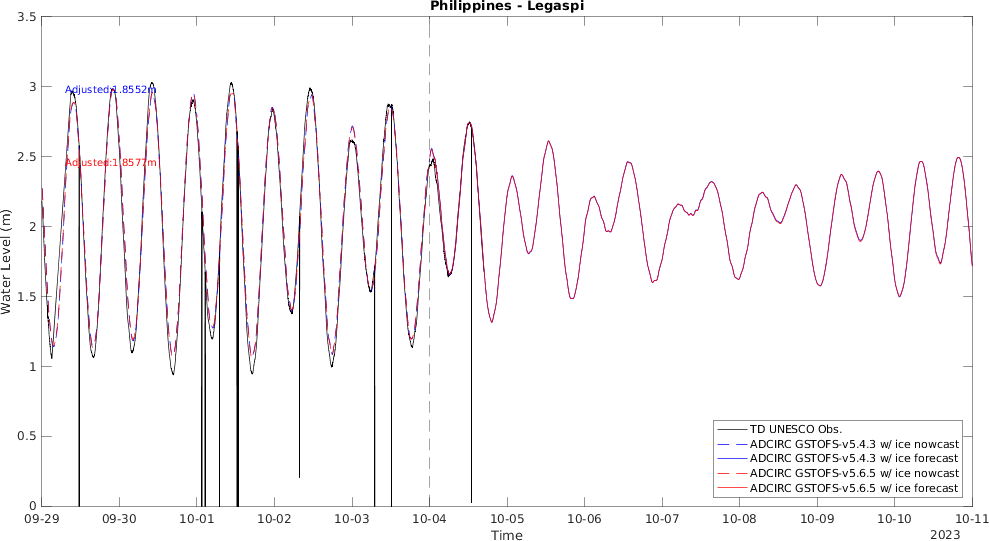 Philippines - Legaspi
3.5
3
2.5
2
1.5
1
0.5
0
Water Level (m)
Adjusted:1.8552m
Adjusted:1.8577m
TD UNESCO Obs.
ADCIRC GSTOFS-v5.4.3 w/ ice nowcast
ADCIRC GSTOFS-v5.4.3 w/ ice forecast
ADCIRC GSTOFS-v5.6.5 w/ ice nowcast
ADCIRC GSTOFS-v5.6.5 w/ ice forecast
09-29 09-30 10-01 10-02 10-03 10-04 10-05 10-06 10-07 10-08 10-09 10-10 10-11
Time
2023